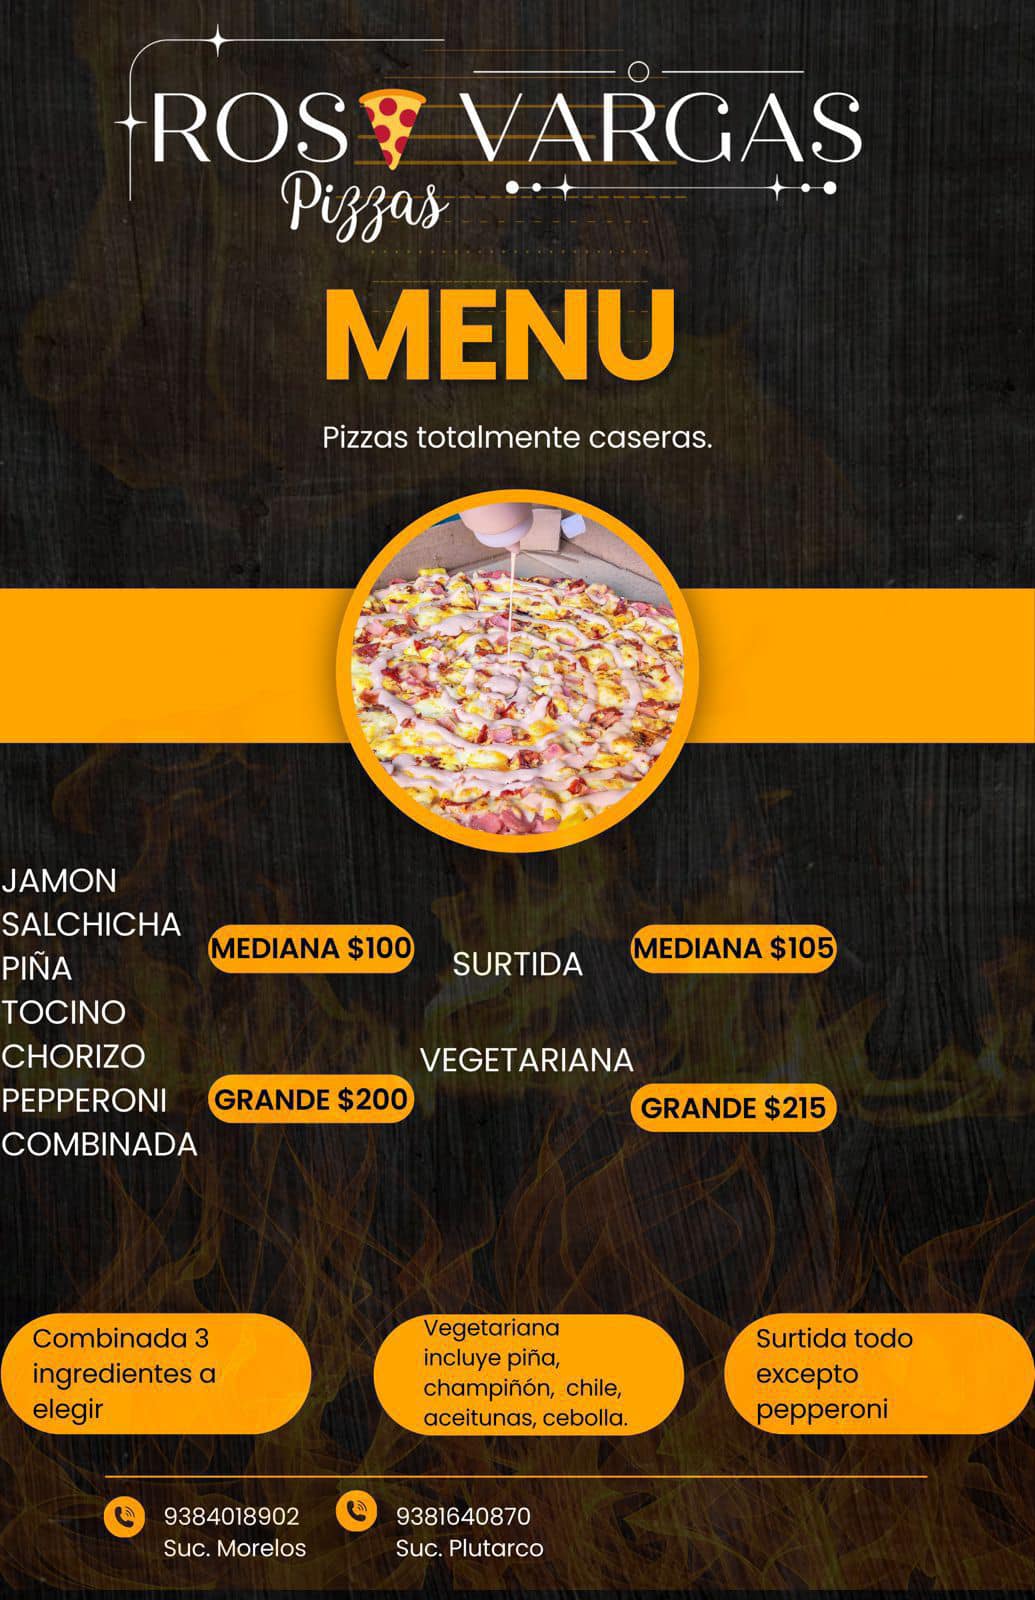 ROS VARGAS
Pizzas
MENU
Pizzas totalmente caseras.
JAMON
SALCHICHA
PIÑA
TOCINO
CHORIZO
PEPPERONI
COMBINADA
MEDIANA $100
GRANDE $200
SURTIDA
VEGETARIANA
MEDIANA $105
GRANDE $215
Combinada 3
ingredientes a
elegir
Vegetariana
incluye piña,
champiñón, chile,
aceitunas, cebolla.
Surtida todo
excepto
pepperoni
9384018902
Suc. Morelos
9381640870
Suc. Plutarco